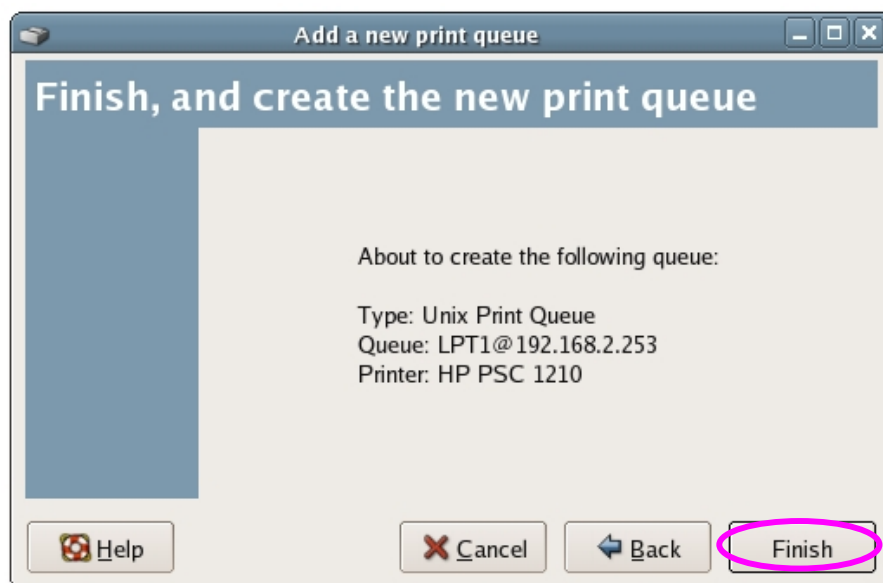 Add a new print queue
Finish, and create the new print queue
About to create the following queue:
Type: Unix Print Queue
Queue: LPT1@192.168.2.253
Printer: HP PSC 1210
Help
Cancel
Back
Finish